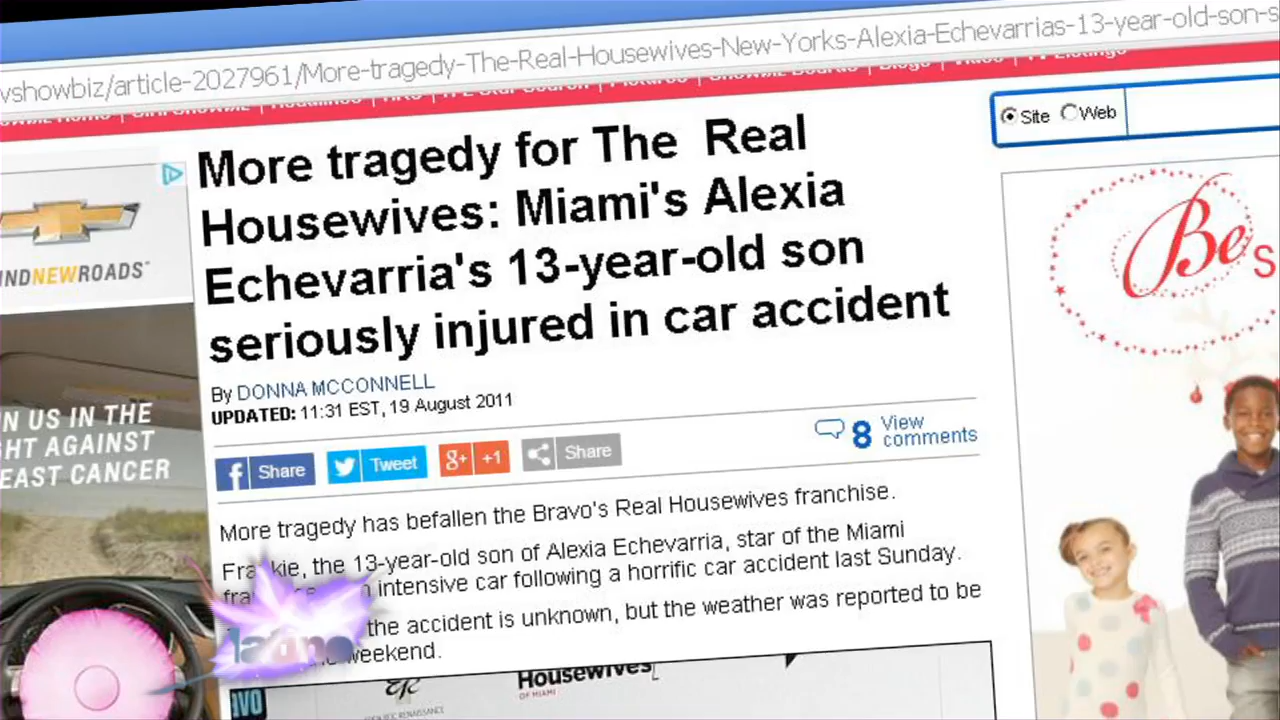 vshowbiz/article-2027961/More-tragedy-The-Real-Housewives-New-Yorks-Alexia-Echevarrias-13-year-old-son-s
Site Web
More tragedy for The Real
Housewives: Miami's Alexia
Echevarria's 13-year-old son
seriously injured in car accident
By DONNA MCCONNELL
UPDATED: 11:31 EST, 19 August 2011
8 View
comments
Share
Tweet
+1
Share
More tragedy has befallen the Bravo's Real Housewives franchise.
the 13-year-old son of Alexia Echevarria, star of the Miami
intensive car following a horrific car accident last Sunday.
the accident is unknown, but the weather was reported to be
weekend.
Housewives
OF MIAMI
NDNEWROADS
N US IN THE
HT AGAINST
EAST CANCER
Be
S
latino